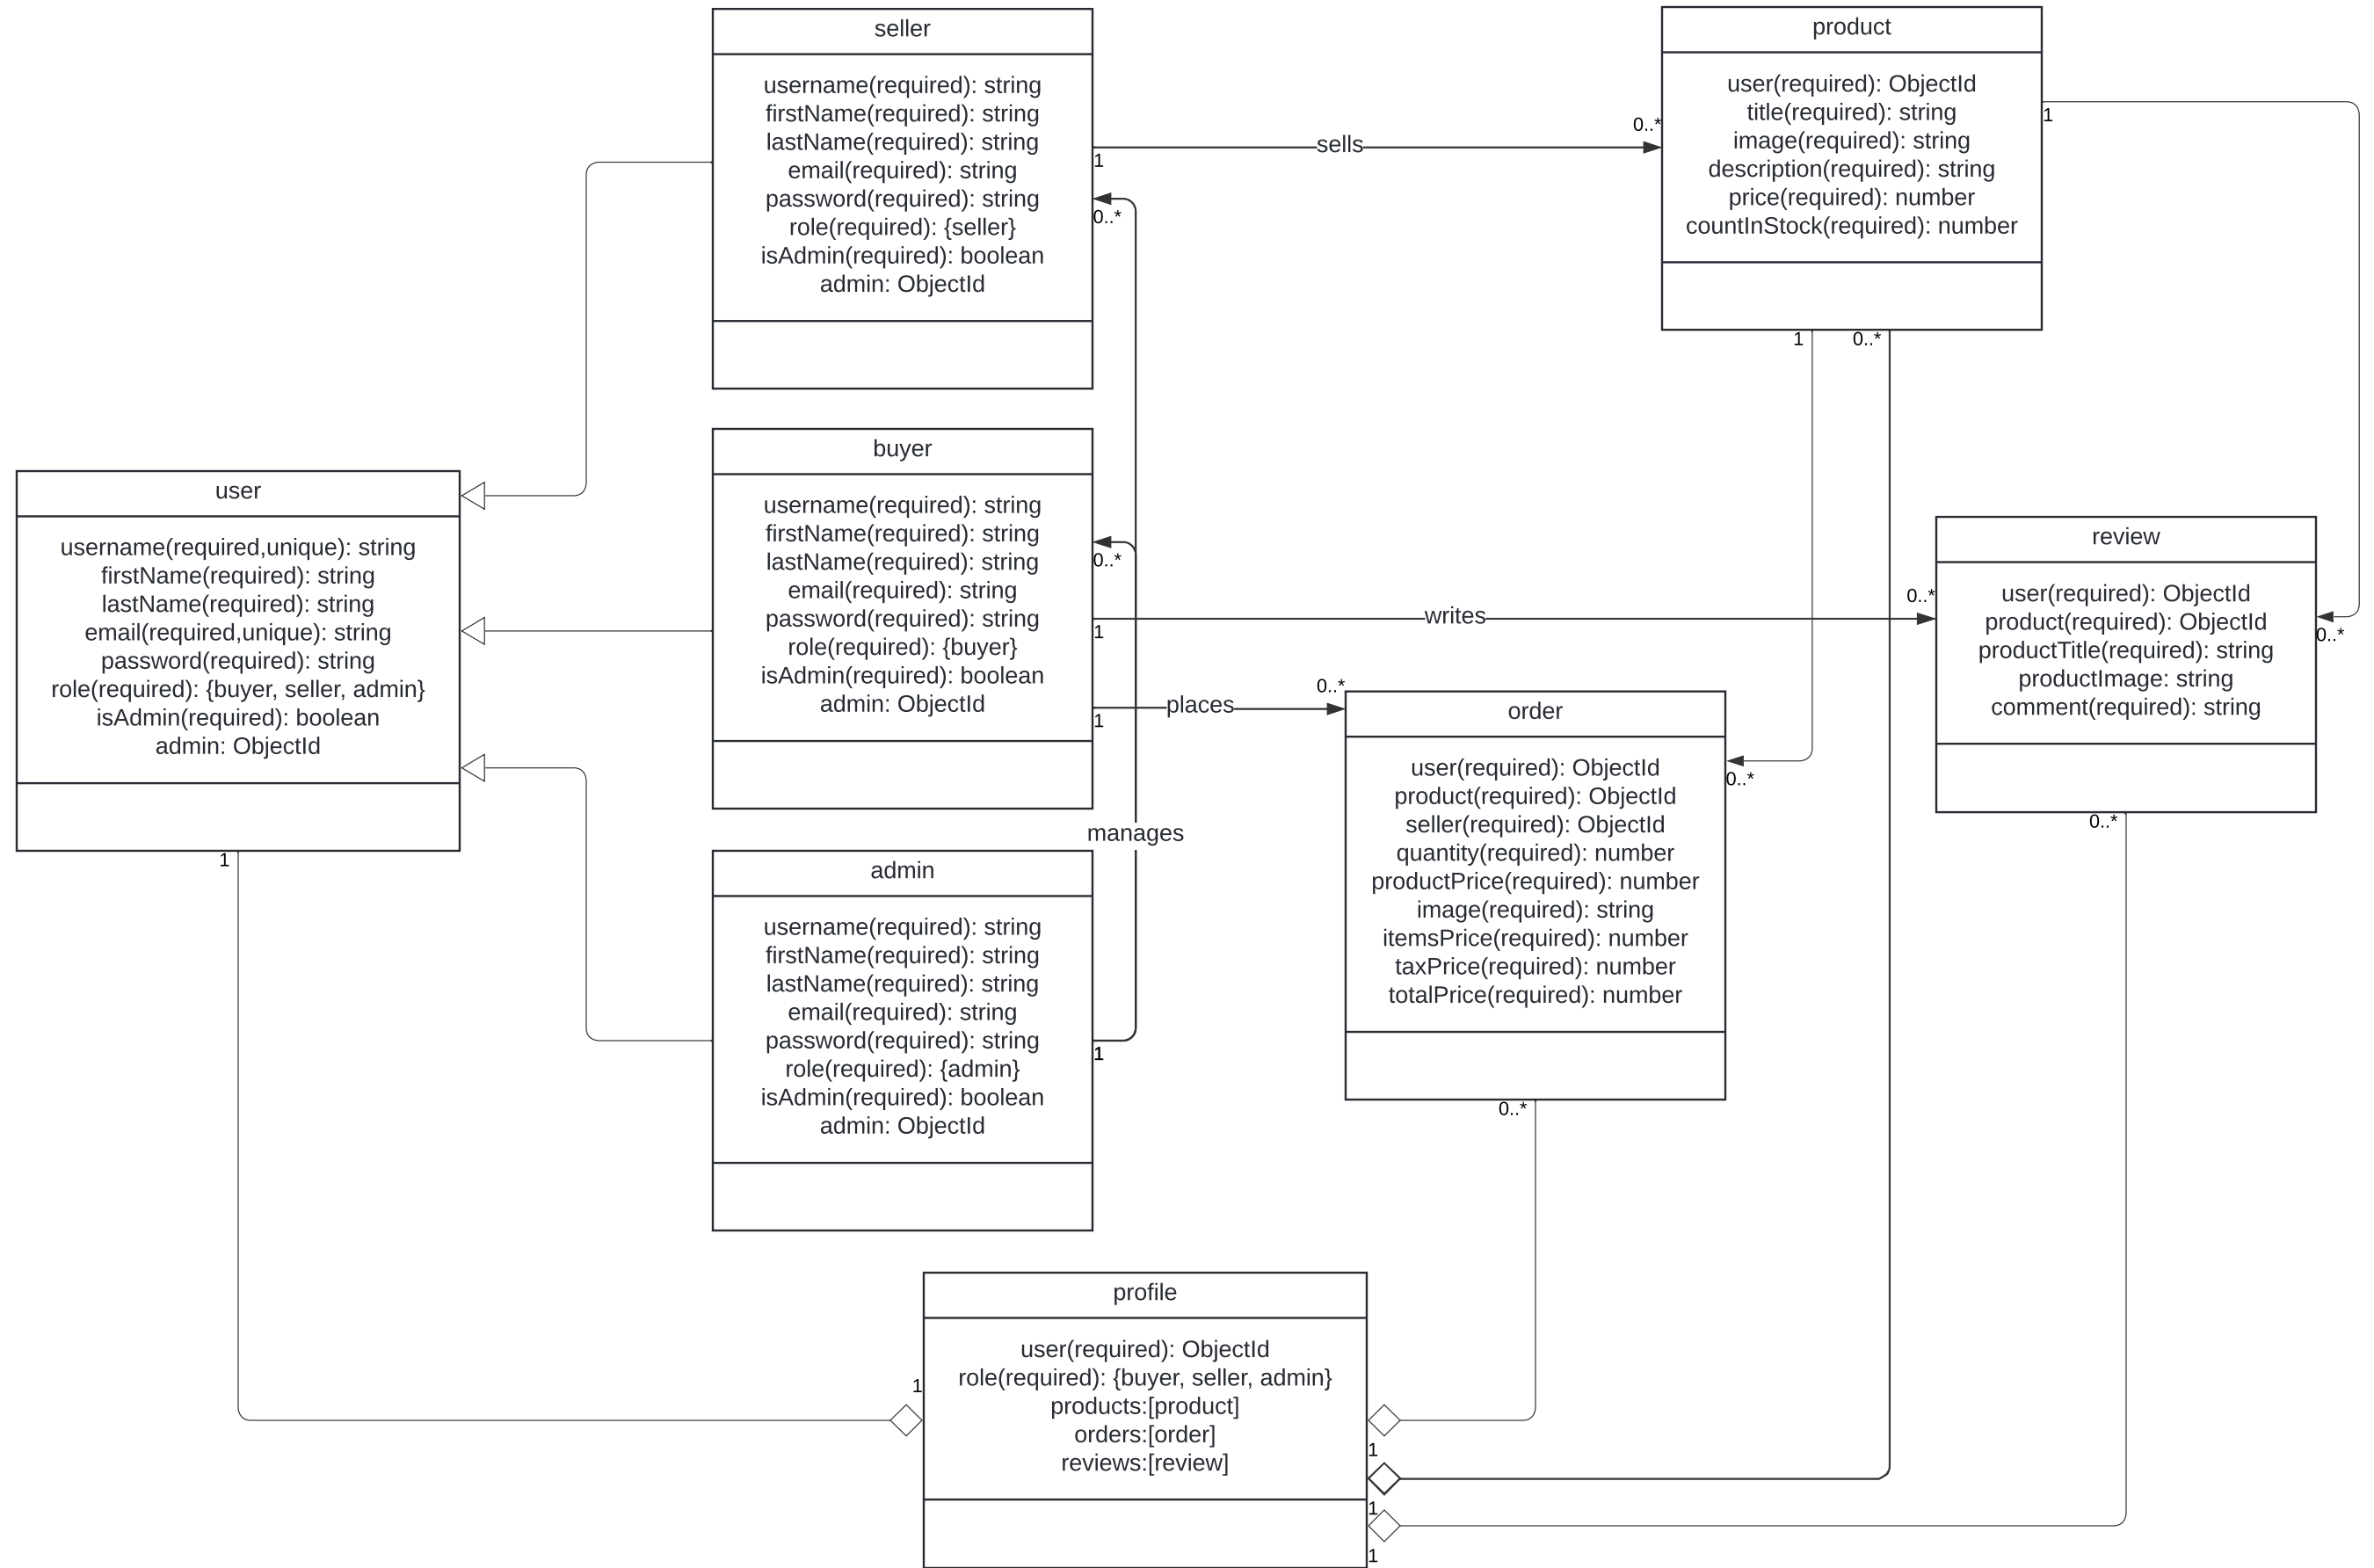 seller
username(required): string
firstName(required): string
lastName(required): string
email(required): string
password(required): string
role(required): {seller}
isAdmin(required): boolean
admin: ObjectId
product
user(required): ObjectId
title(required): string
image(required): string
description(required): string
price(required): number
countInStock(required): number
1
sells
0..*
1
0..*
1
0..*
buyer
username(required): string
firstName(required): string
lastName(required): string
email(required): string
password(required): string
role(required): {buyer}
isAdmin(required): boolean
admin: ObjectId
0..*
1
writes
0..*
1
places
0..*
user
username(required,unique): string
firstName(required): string
lastName(required): string
email(required,unique): string
password(required): string
role(required): {buyer, seller, admin}
isAdmin(required): boolean
admin: ObjectId
1
review
user(required): ObjectId
product(required): ObjectId
productTitle(required): string
productImage: string
comment(required): string
0..*
0..*
order
user(required): ObjectId
product(required): ObjectId
seller(required): ObjectId
quantity(required): number
productPrice(required): number
image(required): string
itemsPrice(required): number
taxPrice(required): number
totalPrice(required): number
0..*
0..*
manages
admin
username(required): string
firstName(required): string
lastName(required): string
email(required): string
password(required): string
role(required): {admin}
isAdmin(required): boolean
admin: ObjectId
1
profile
user(required): ObjectId
role(required): {buyer, seller, admin}
products:[product]
orders:[order]
reviews:[review]
1
1
1
1